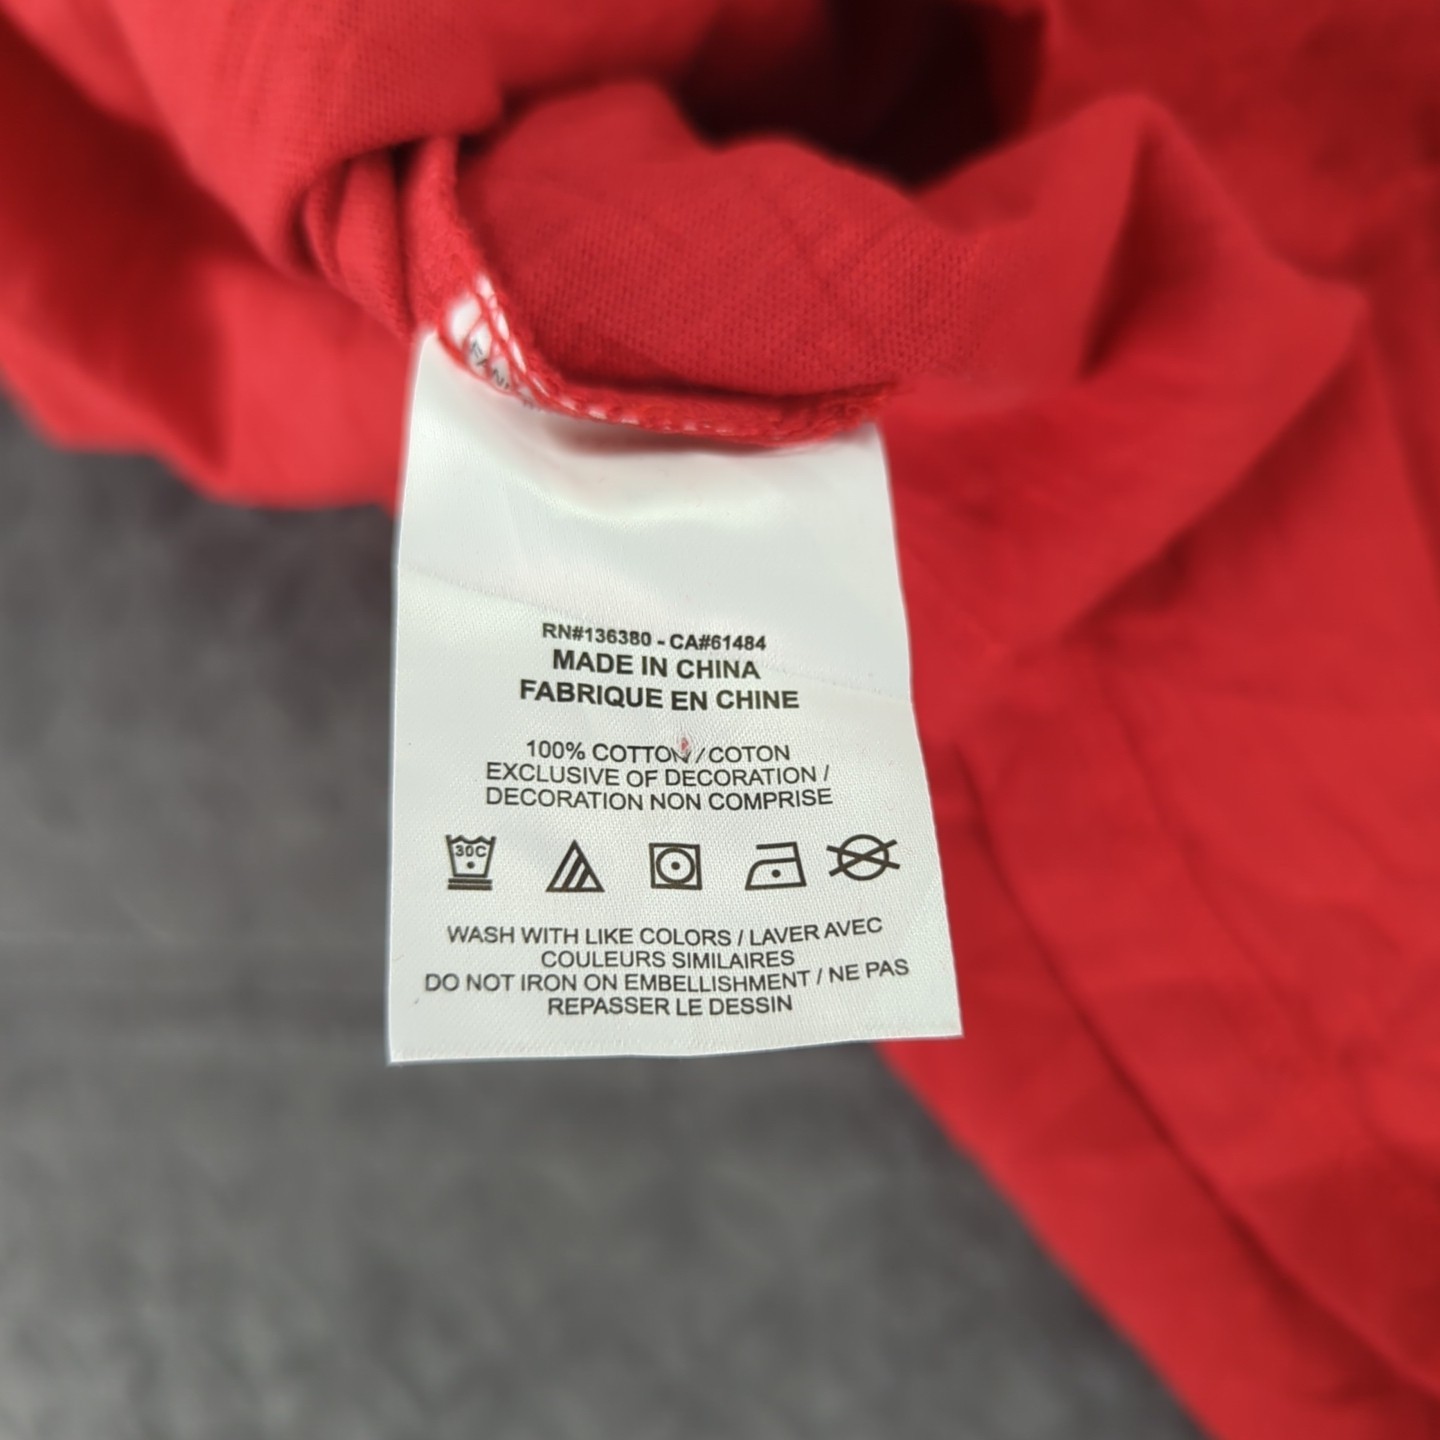 RN#136380 - CA#61484
MADE IN CHINA
FABRIQUE EN CHINE
100% COTTON / COTON
EXCLUSIVE OF DECORATION /
DECORATION NON COMPRISE
30C
WASH WITH LIKE COLORS / LAVER AVEC
COULEURS SIMILAIRES
DO NOT IRON ON EMBELLISHMENT / NE PAS
REPASSER LE DESSIN